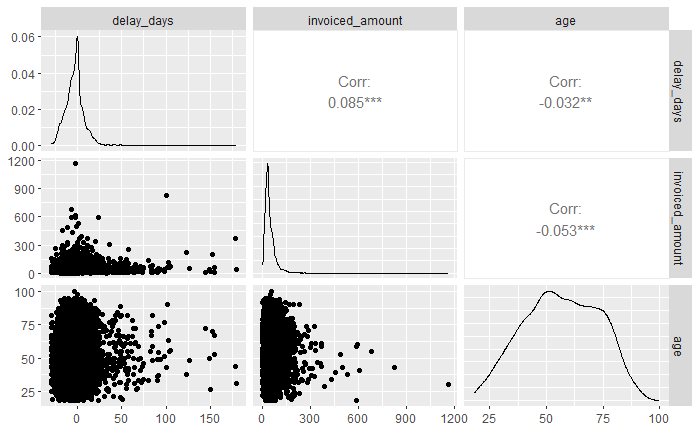 delay_days invoiced_amount age
0.06
0.04
0.02
0.00
Corr:
0.085***
Corr:
-0.032**
delay_days
1200
900
600
300
0
Corr:
-0.053***
invoiced_amount
100
75
50
25
age
0 50 100 150
0 300 600 900 1200
25 50 75 100